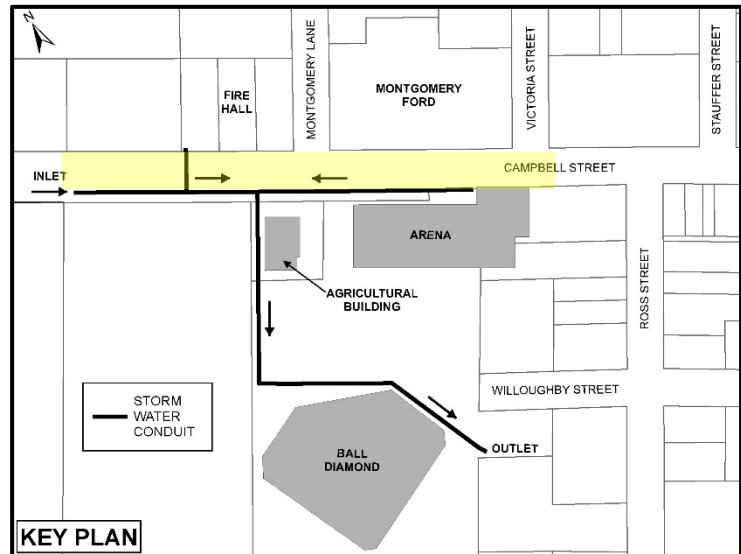 N
MONTGOMERY LANE
VICTORIA STREET
STAUFFER STREET
FIRE
HALL
MONTGOMERY
FORD
INLET
CAMPBELL STREET
ARENA
AGRICULTURAL
BUILDING
ROSS STREET
STORM
WATER
CONDUIT
WILLOUGHBY STREET
BALL
DIAMOND
OUTLET
KEY PLAN